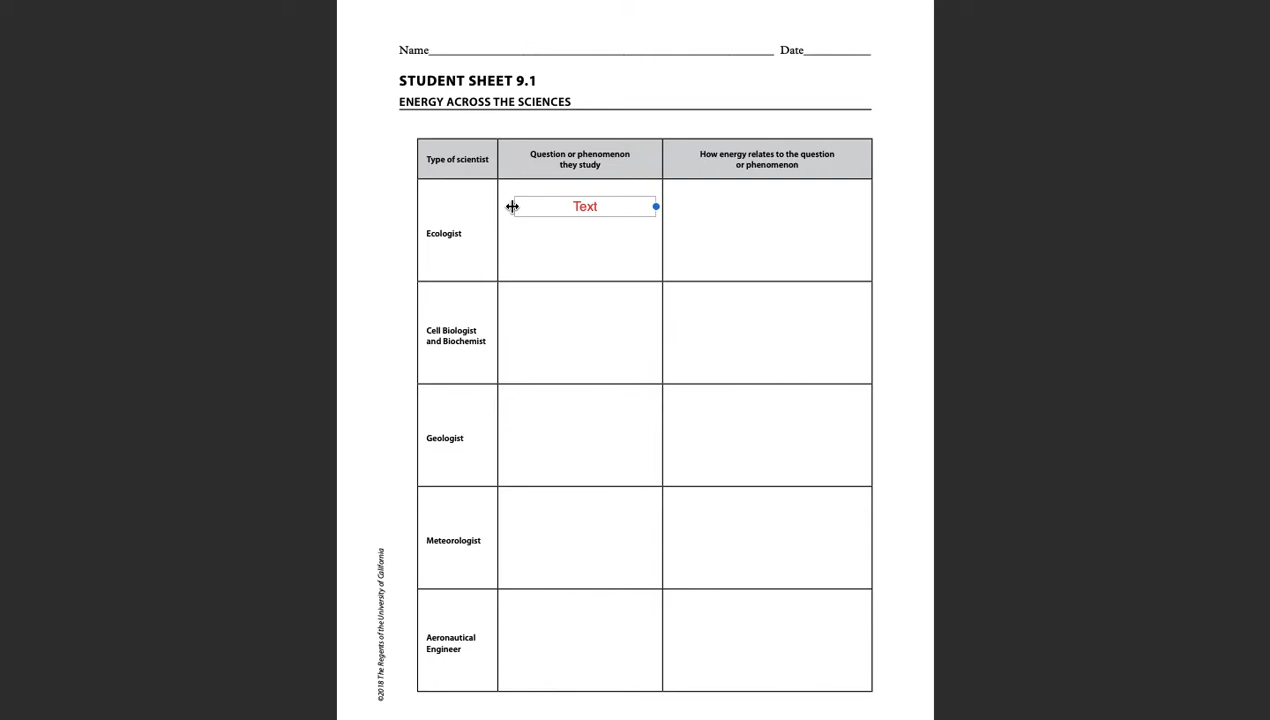 Name Date
STUDENT SHEET 9.1
ENERGY ACROSS THE SCIENCES
Type of scientist
Question or phenomenon
they study
How energy relates to the question
or phenomenon
Text
Ecologist
Cell Biologist
and Biochemist
Geologist
Meteorologist
Aeronautical
Engineer
©2018 The Regents of the University of California